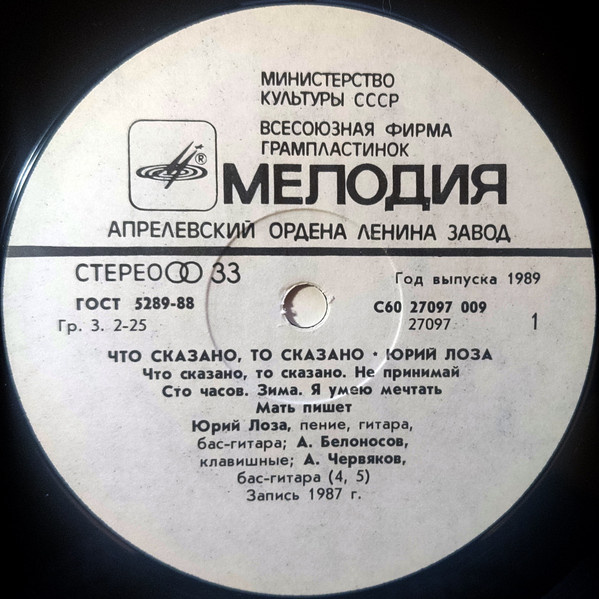 МИНИСТЕРСТВО
КУЛЬТУРЫ СССР
ВСЕСОЮЗНАЯ ФИРМА
ГРАМПЛАСТИНОК
®
МЕЛОДИЯ
АПРЕЛЕВСКИЙ ОРДЕНА ЛЕНИНА ЗАВОД
СТЕРЕО 33
Год выпуска 1989
ГОСТ 5289-88
С60 27097 009
Гр. 3. 2-25
27097
1
ЧТО СКАЗАНО, ТО СКАЗАНО · ЮРИЙ ЛОЗА
Что сказано, то сказано. Не принимай
Сто часов. Зима. Я умею мечтать
Мать пишет
Юрий Лоза, пение, гитара,
бас-гитара; А. Белоносов,
клавишные; А. Червяков,
бас-гитара (4, 5)
Запись 1987 г.